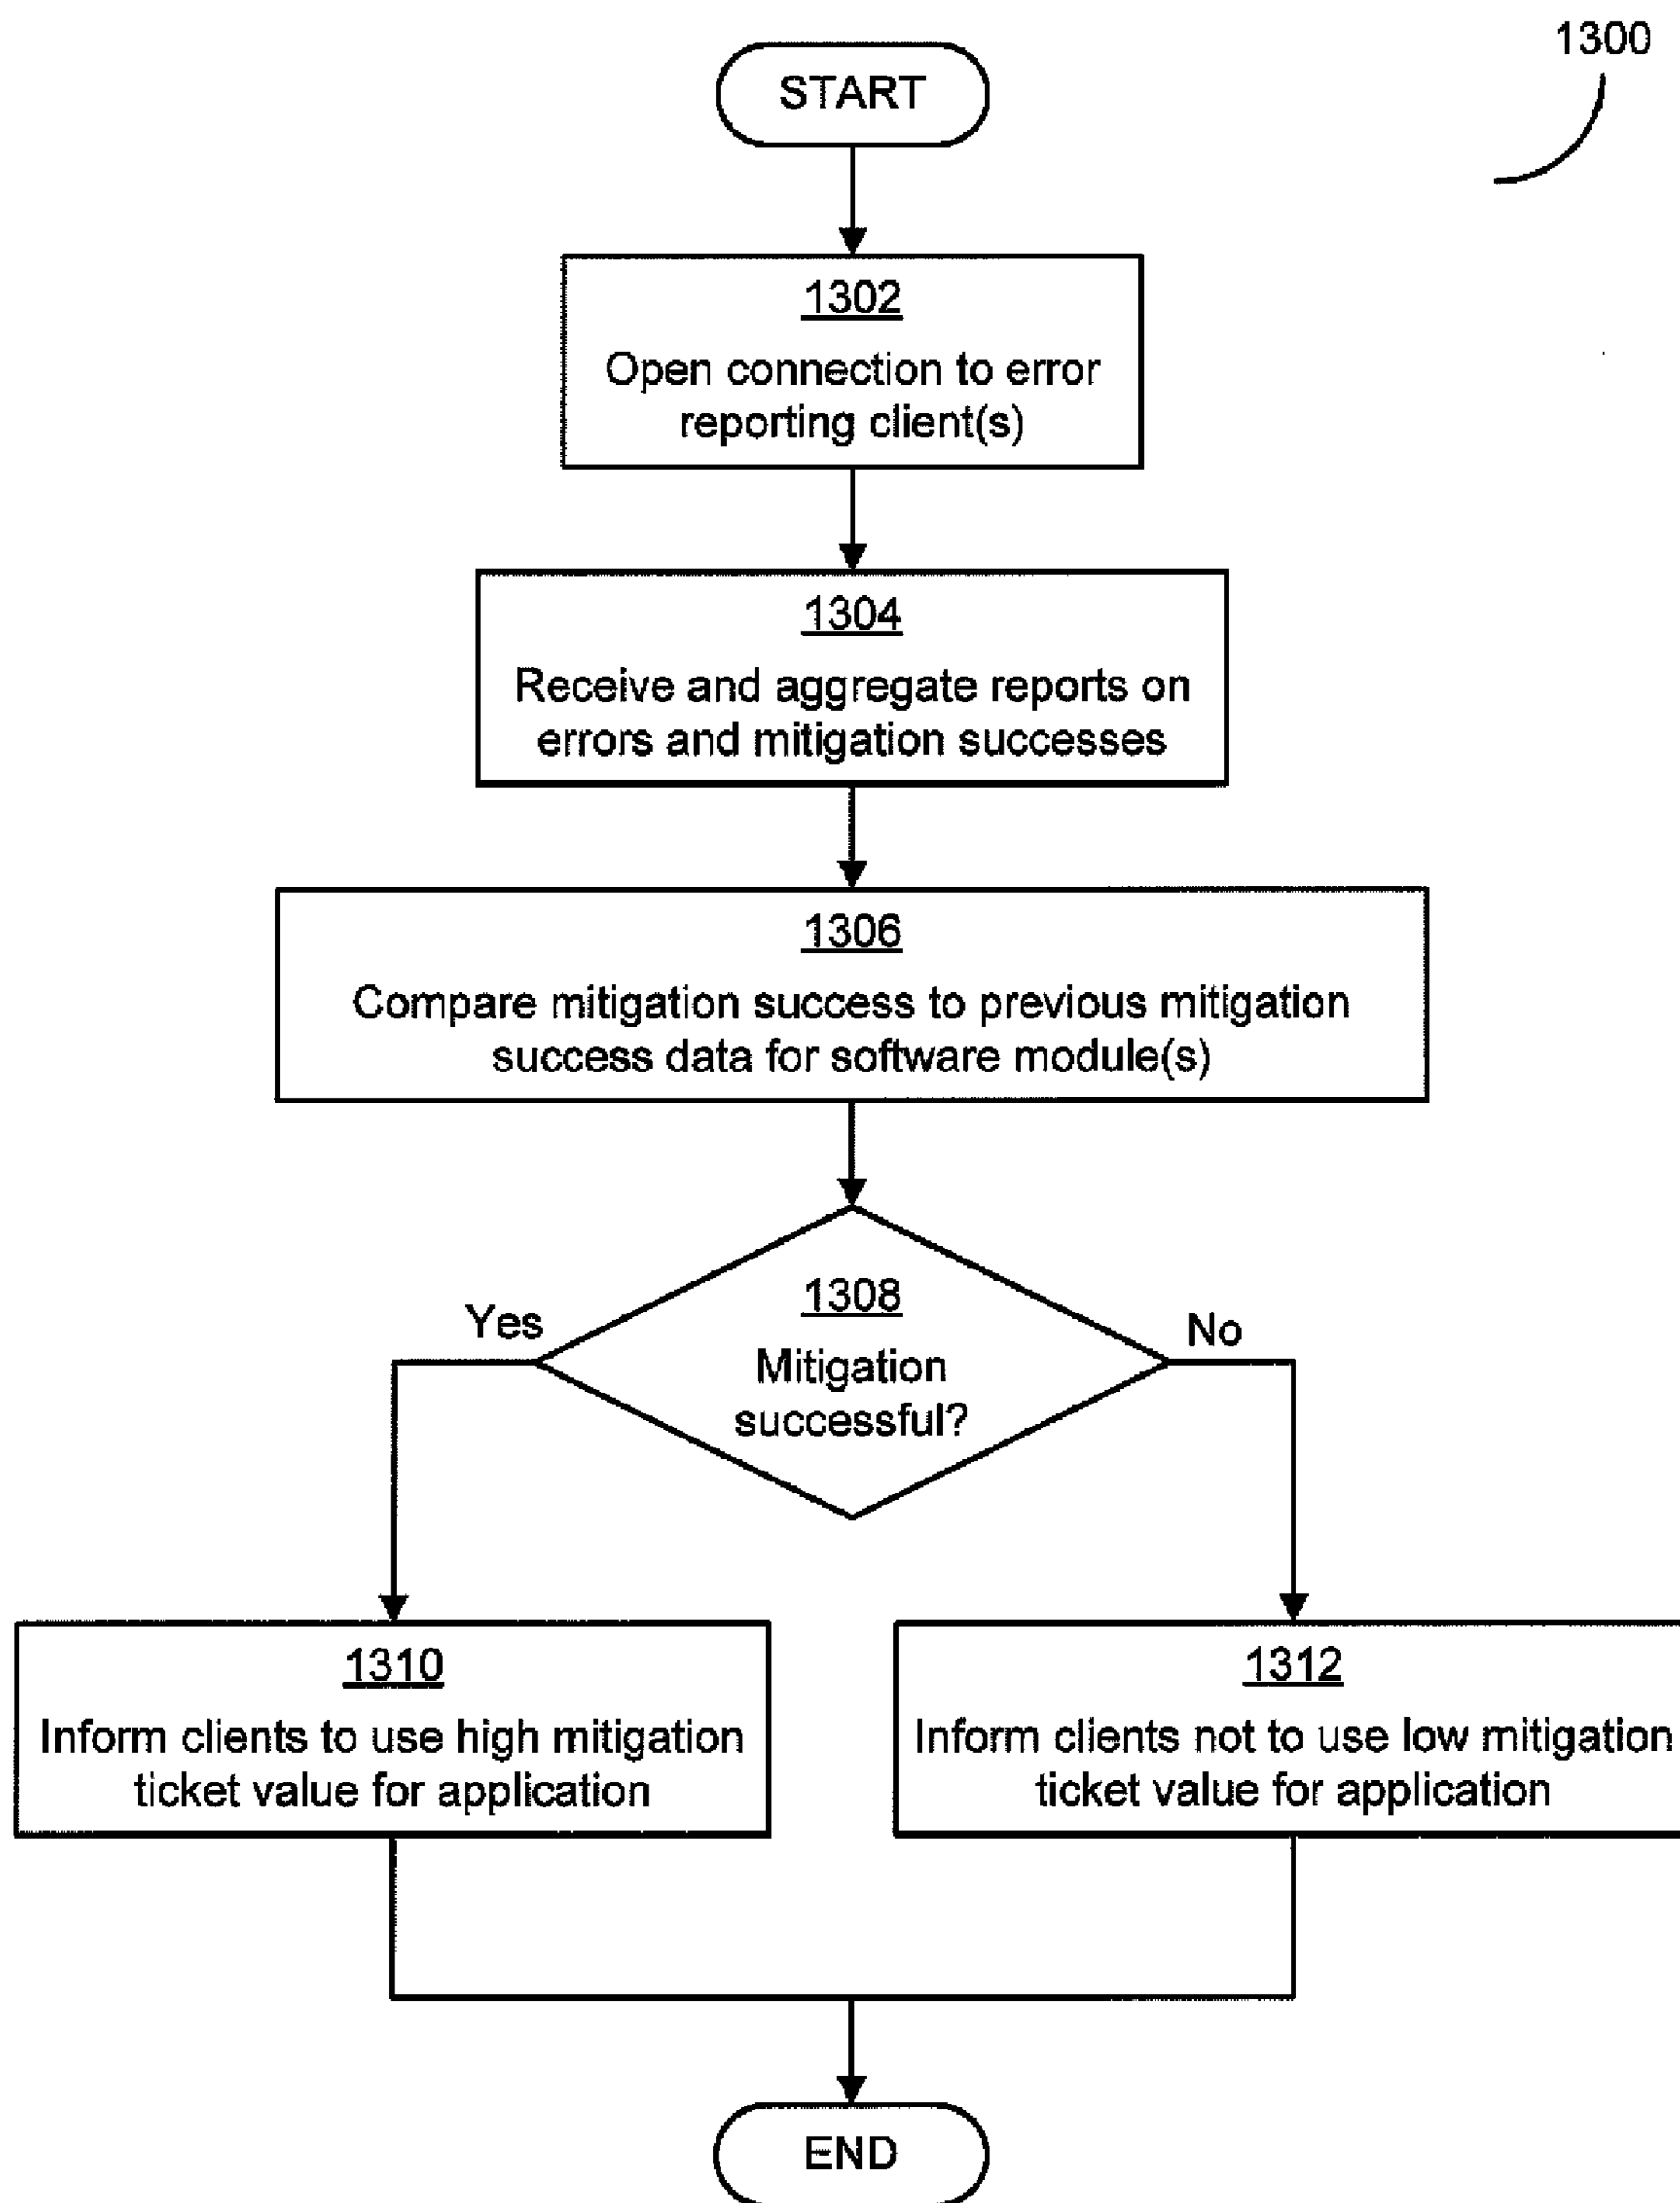 1300
START
1302
Open connection to error
reporting client(s)
1304
Receive and aggregate reports on
errors and mitigation successes
1306
Compare mitigation success to previous mitigation
success data for software module(s)
1308
Mitigation
successful?
Yes
No
1310
Inform clients to use high mitigation
ticket value for application
1312
Inform clients not to use low mitigation
ticket value for application
END